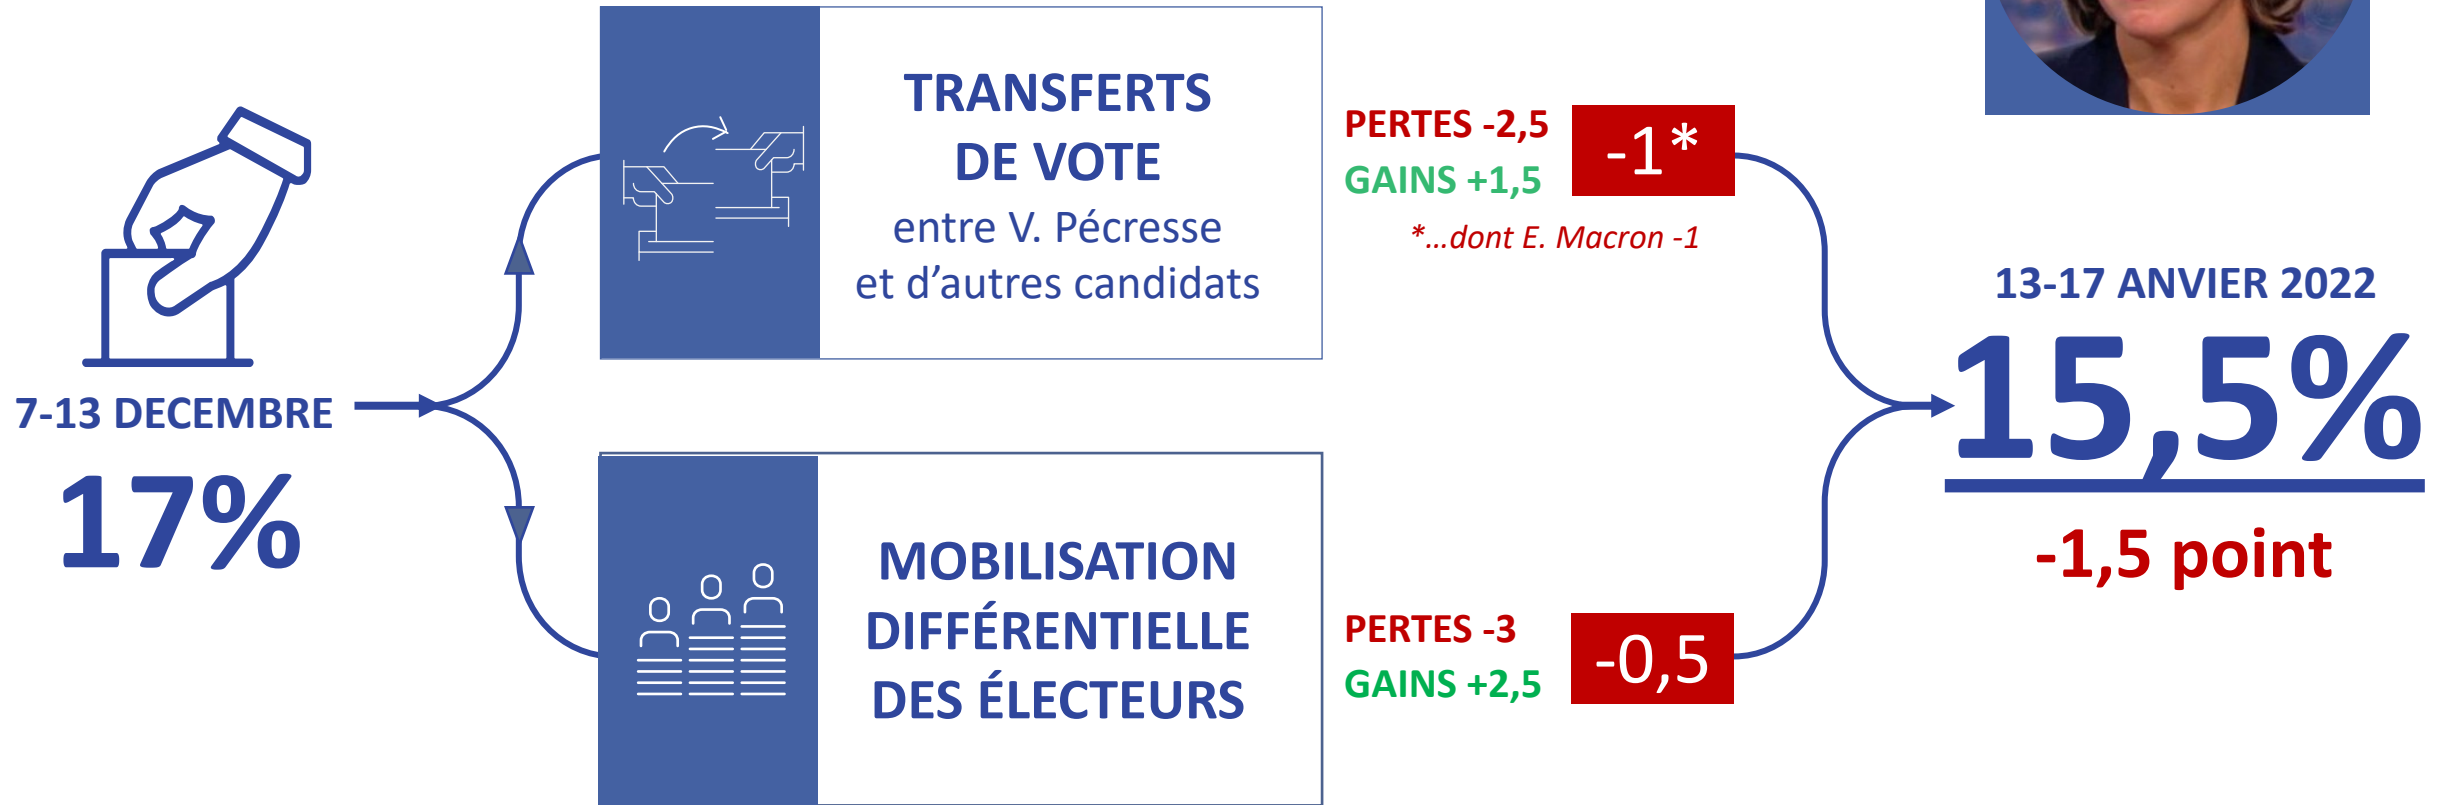 7-13 DECEMBRE
17%
TRANSFERTS
DE VOTE
entre V. Pécresse
et d’autres candidats
PERTES -2,5
GAINS +1,5
-1*
*...dont E. Macron -1
MOBILISATION
DIFFÉRENTIELLE
DES ÉLECTEURS
PERTES -3
GAINS +2,5
-0,5
13-17 ANVIER 2022
15,5%
-1,5 point